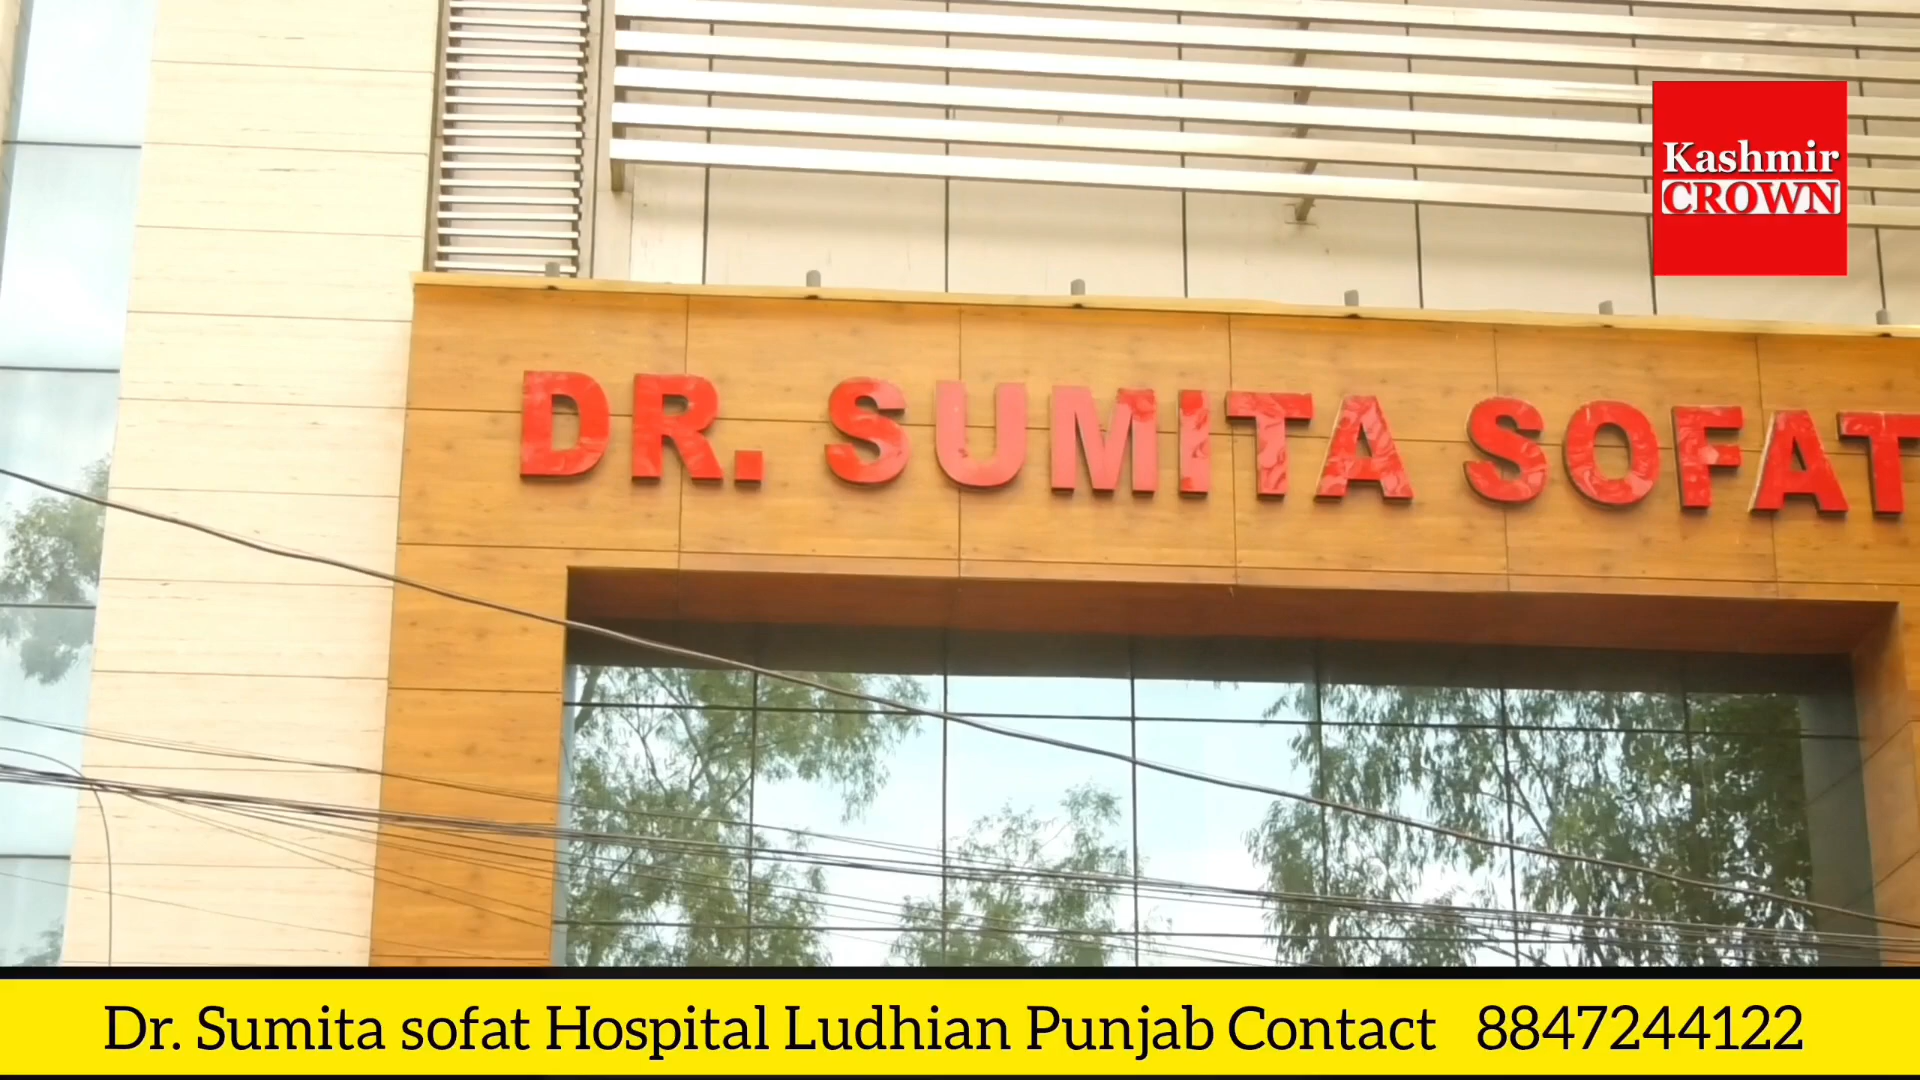 Kashmir
CROWN
DR. SUMITA SOFAT
Dr. Sumita sofat Hospital Ludhian Punjab Contact 8847244122